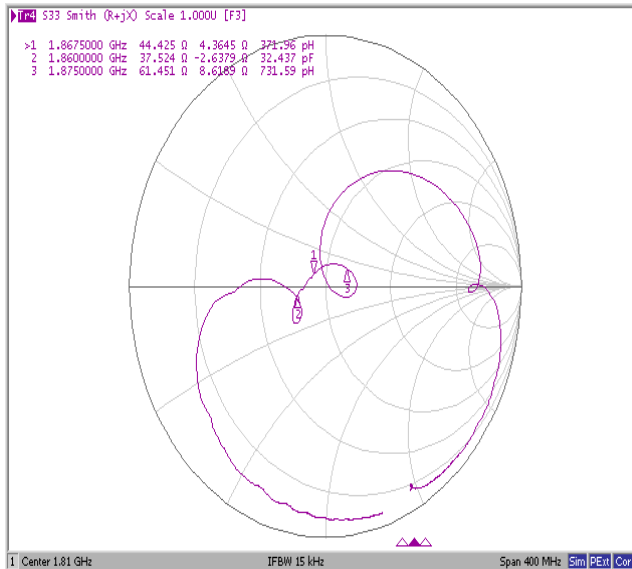 Tr4 S33 Smith (R+jX) Scale 1.000U [F3]
>1 1.8675000 GHz 44.425 Ω 4.3645 Ω 371.96 pH
2 1.8600000 GHz 37.524 Ω -2.6379 Ω 32.437 pF
3 1.8750000 GHz 61.451 Ω 8.6189 Ω 731.59 pH
1
3
2
1 Center 1.81 GHz IFBW 15 kHz Span 400 MHz Sim PExt Cor